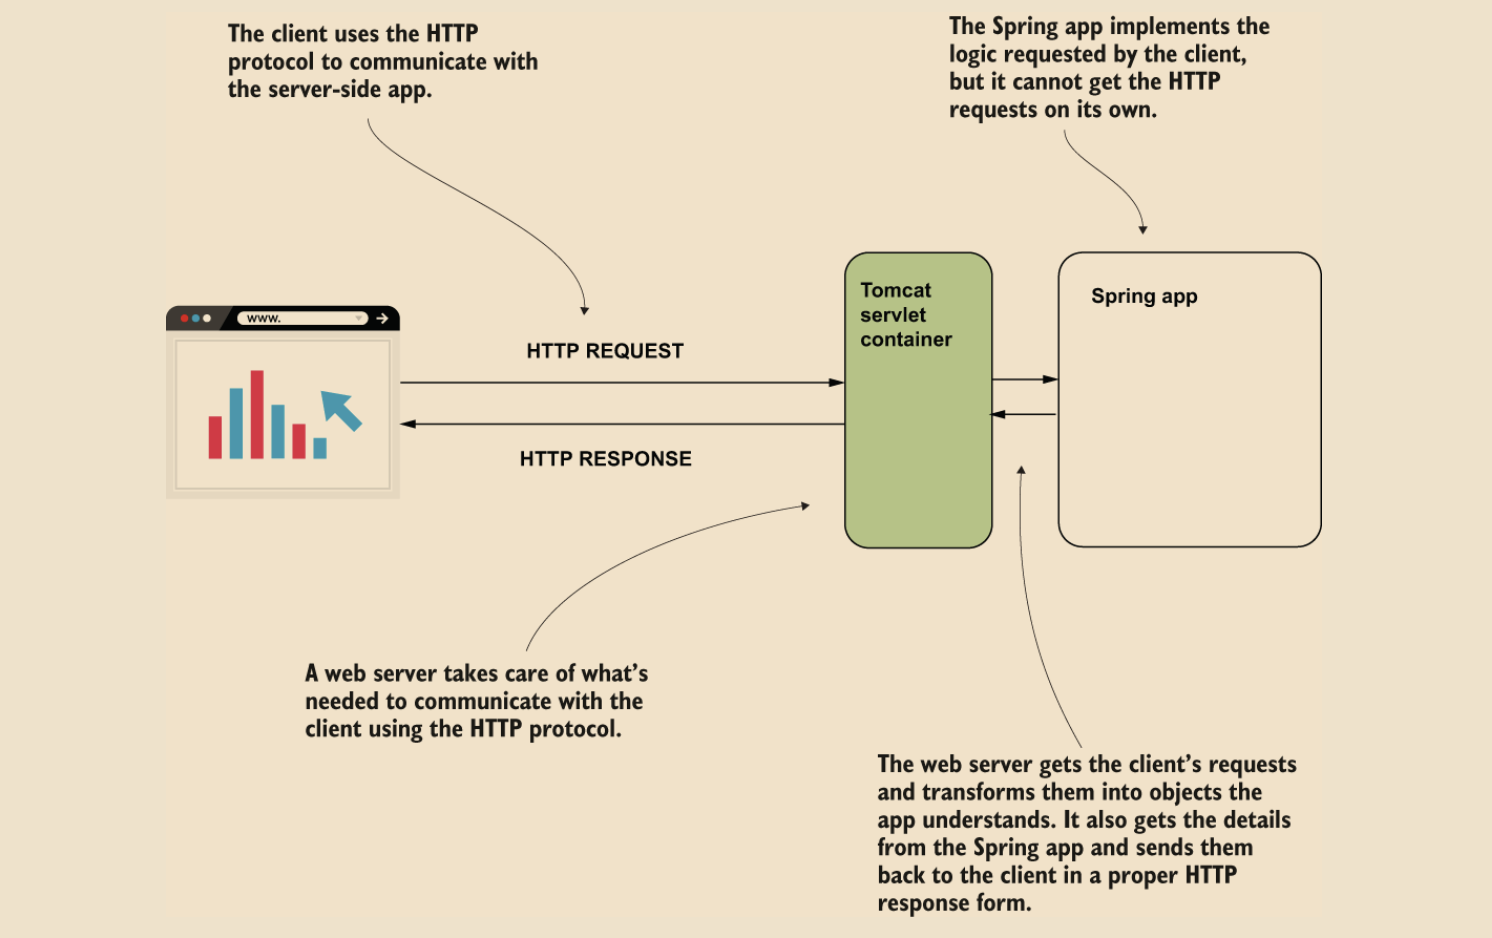 The client uses the HTTP
protocol to communicate with
the server-side app.
The Spring app implements the
logic requested by the client,
but it cannot get the HTTP
requests on its own.
www.
HTTP REQUEST
HTTP RESPONSE
Tomcat
servlet
container
Spring app
A web server takes care of what's
needed to communicate with the
client using the HTTP protocol.
The web server gets the client's requests
and transforms them into objects the
app understands. It also gets the details
from the Spring app and sends them
back to the client in a proper HTTP
response form.